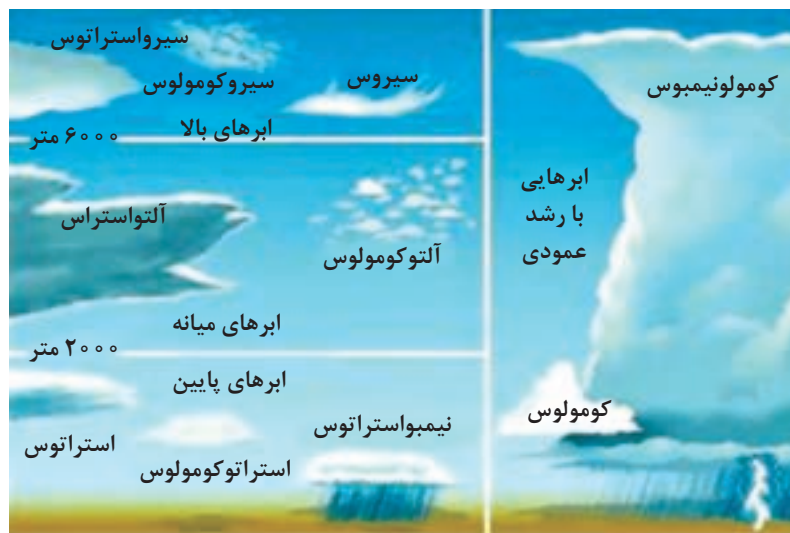 سیرواستراتوس
سیروکومولوس
سیروس
ابرهای بالا
۶۰۰۰ متر
آلتواستراس
آلتوکومولوس
ابرهای میانه
۲۰۰۰ متر
ابرهای پایین
استراتوس
استراتوکومولوس
نیمبواستراتوس
کومولونیمبوس
ابرهایی
با رشد
عمودی
کومولوس